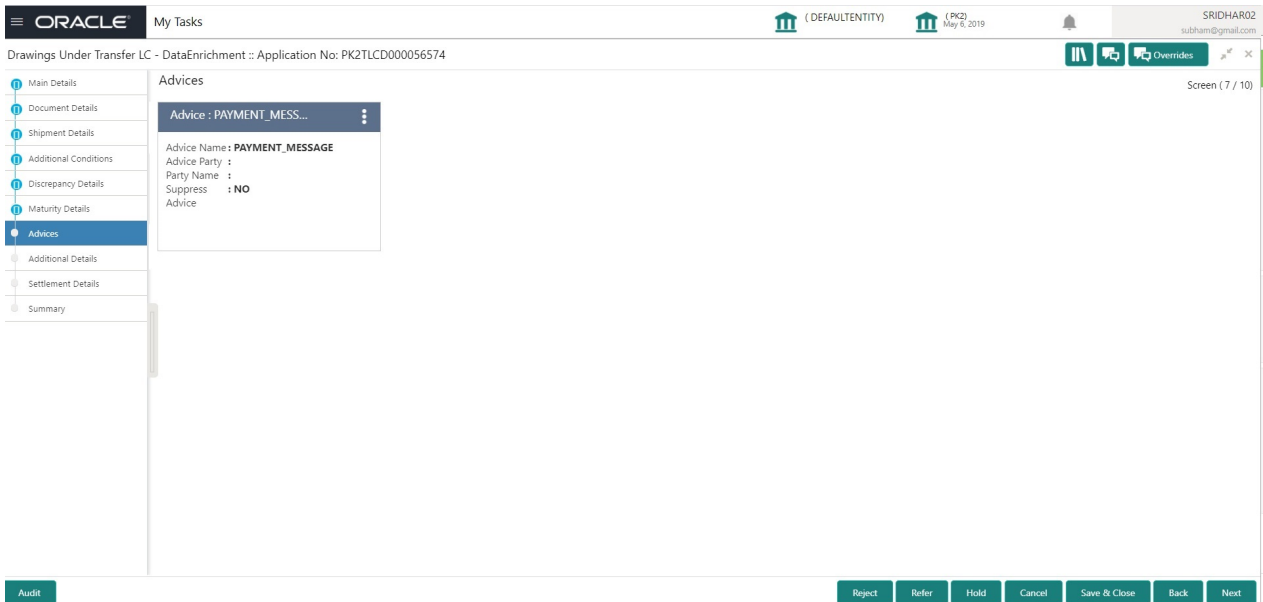 ORACLE®
My Tasks
( DEFAULTENTITY)
(PK2)
May 6, 2019
SRIDHAR02
subham@gmail.com
Drawings Under Transfer LC - DataEnrichment :: Application No: PK2TLCD000056574
Overrides
Main Details
Document Details
Shipment Details
Additional Conditions
Discrepancy Details
Maturity Details
Advices
Additional Details
Settlement Details
Summary
Advices
Screen ( 7 / 10)
Advice : PAYMENT_MESS...
Advice Name : PAYMENT_MESSAGE
Advice Party :
Party Name :
Suppress : NO
Advice
Audit
Reject
Refer
Hold
Cancel
Save & Close
Back
Next